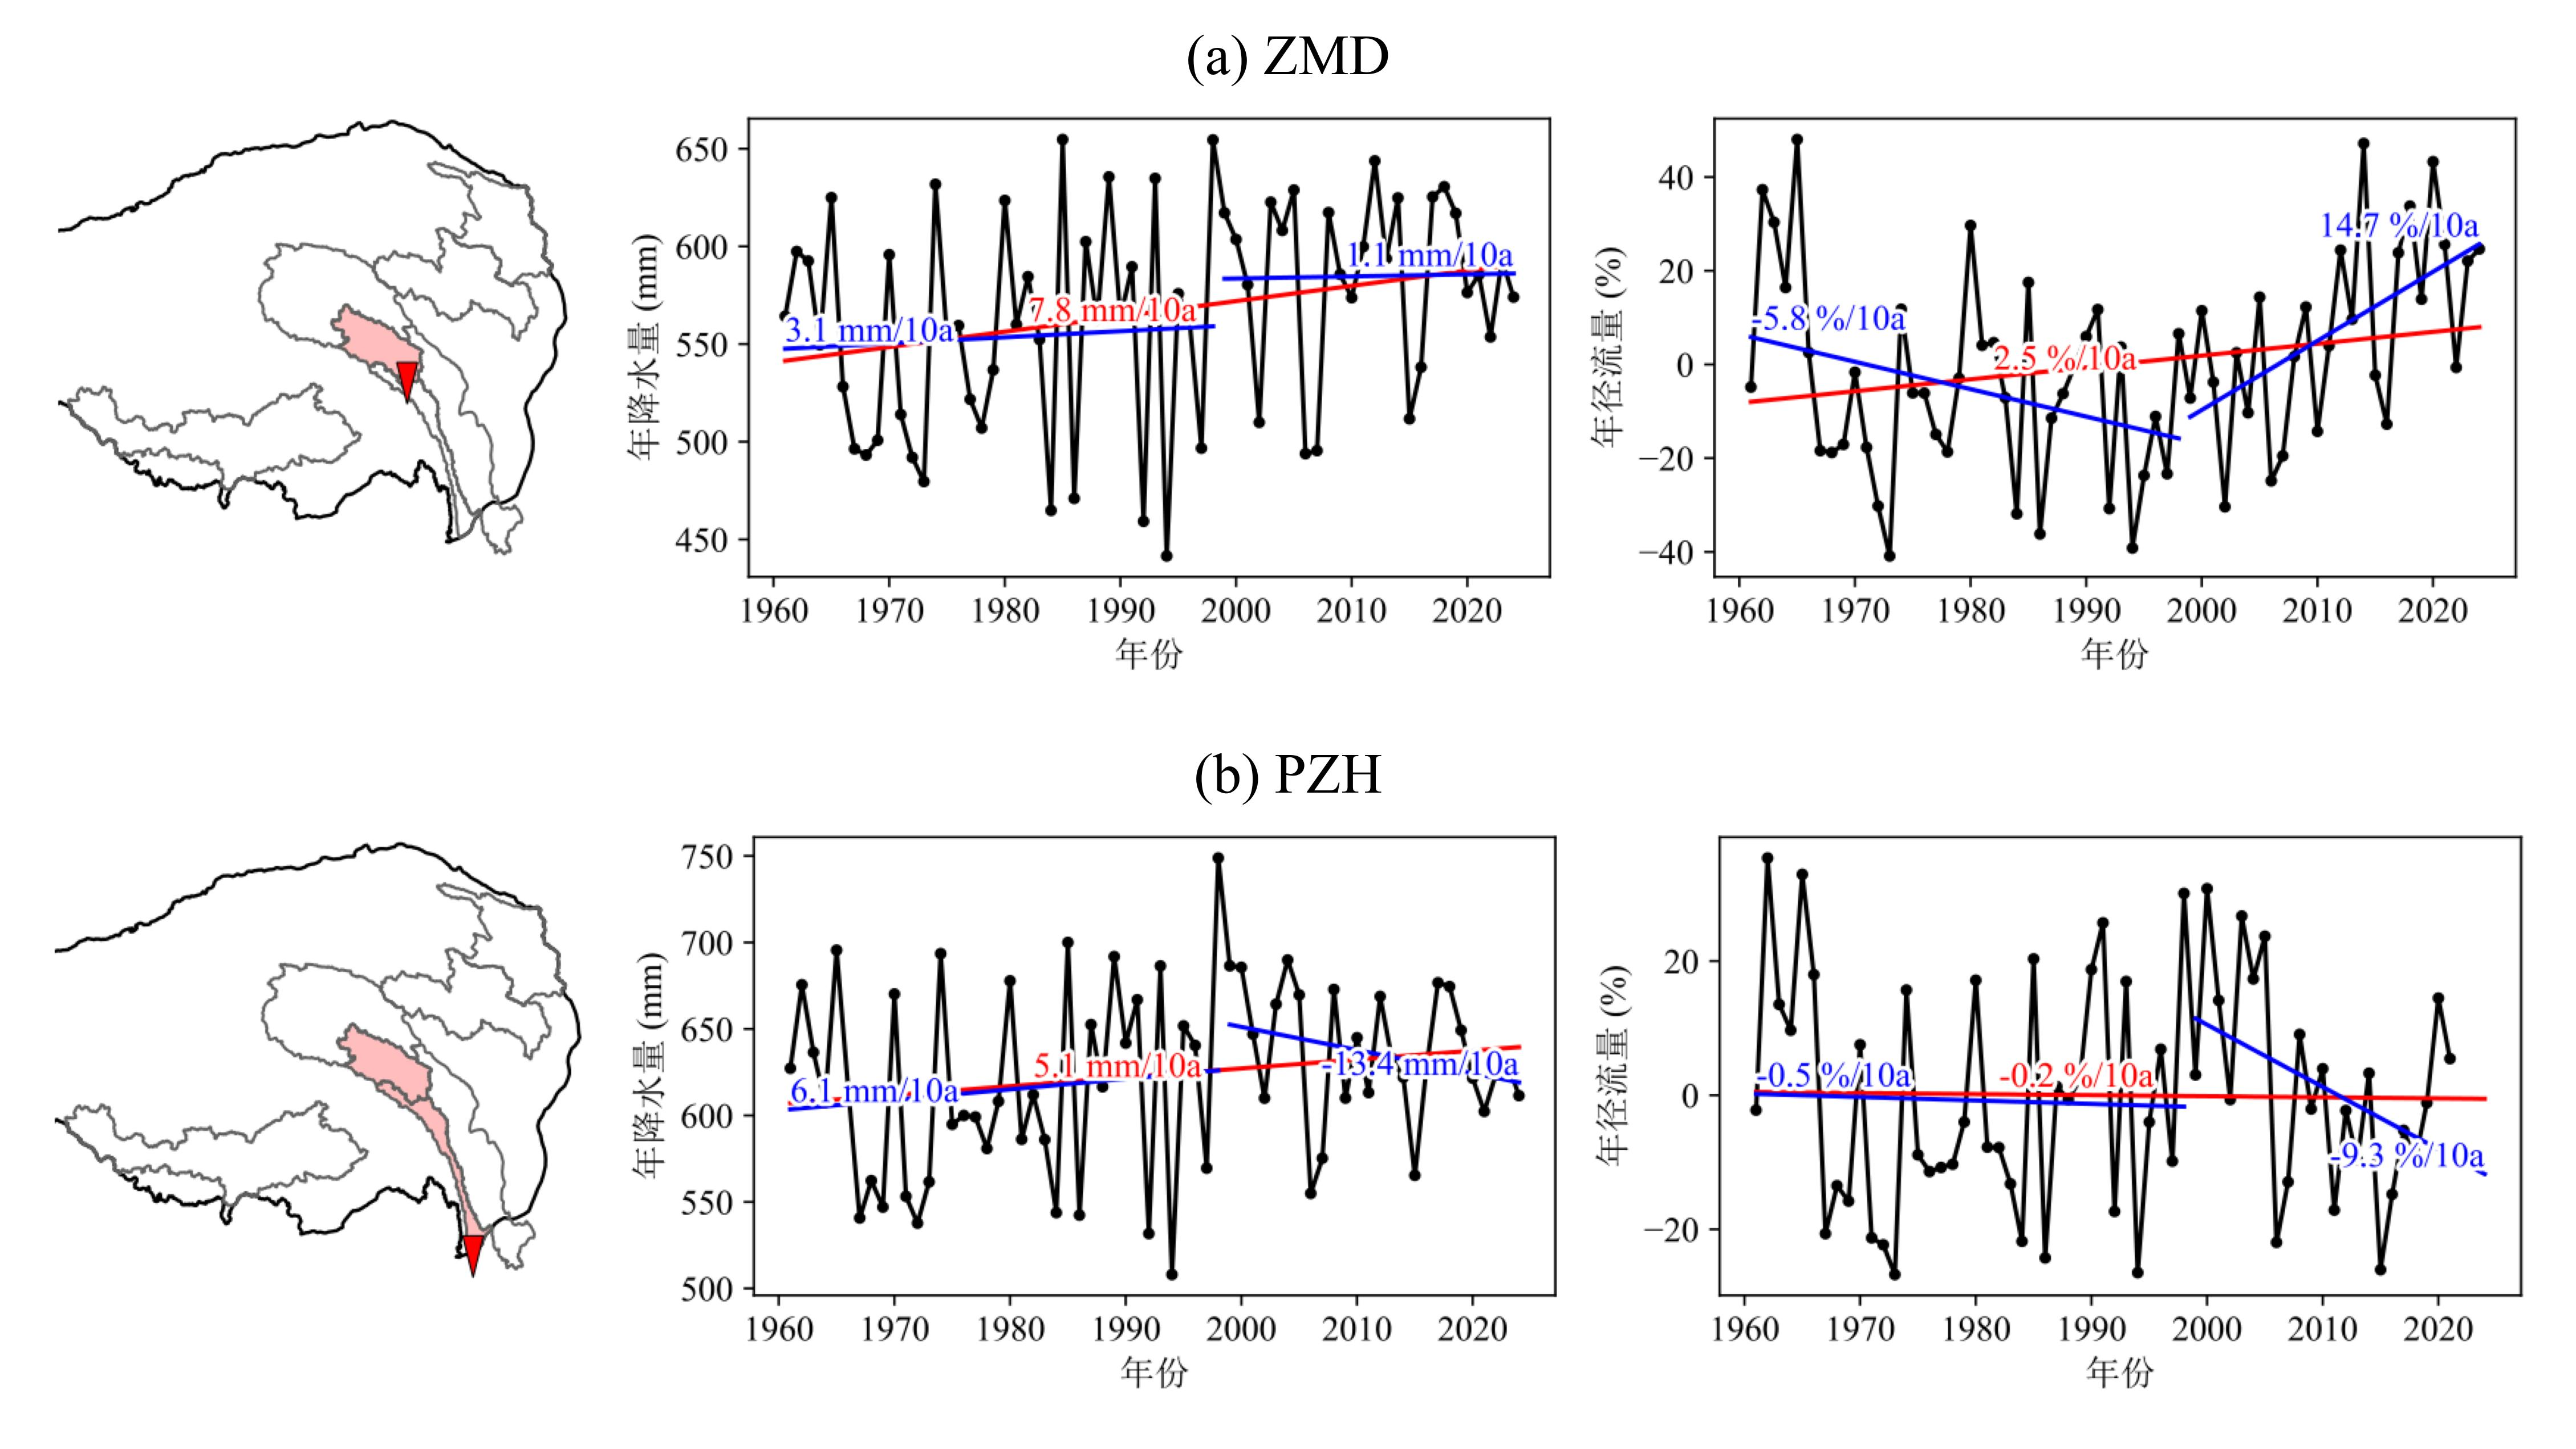 (a) ZMD
650
600
550
500
450
年降水量 (mm)
3.1 mm/10a
7.8 mm/10a
1.1 mm/10a
1960 1970 1980 1990 2000 2010 2020
年份
40
20
0
−20
−40
年径流量 (%)
-5.8 %/10a
2.5 %/10a
14.7 %/10a
1960 1970 1980 1990 2000 2010 2020
年份
(b) PZH
750
700
650
600
550
500
年降水量 (mm)
6.1 mm/10a
5.1 mm/10a
-13.4 mm/10a
1960 1970 1980 1990 2000 2010 2020
年份
20
0
−20
年径流量 (%)
-0.5 %/10a
-0.2 %/10a
-9.3 %/10a
1960 1970 1980 1990 2000 2010 2020
年份